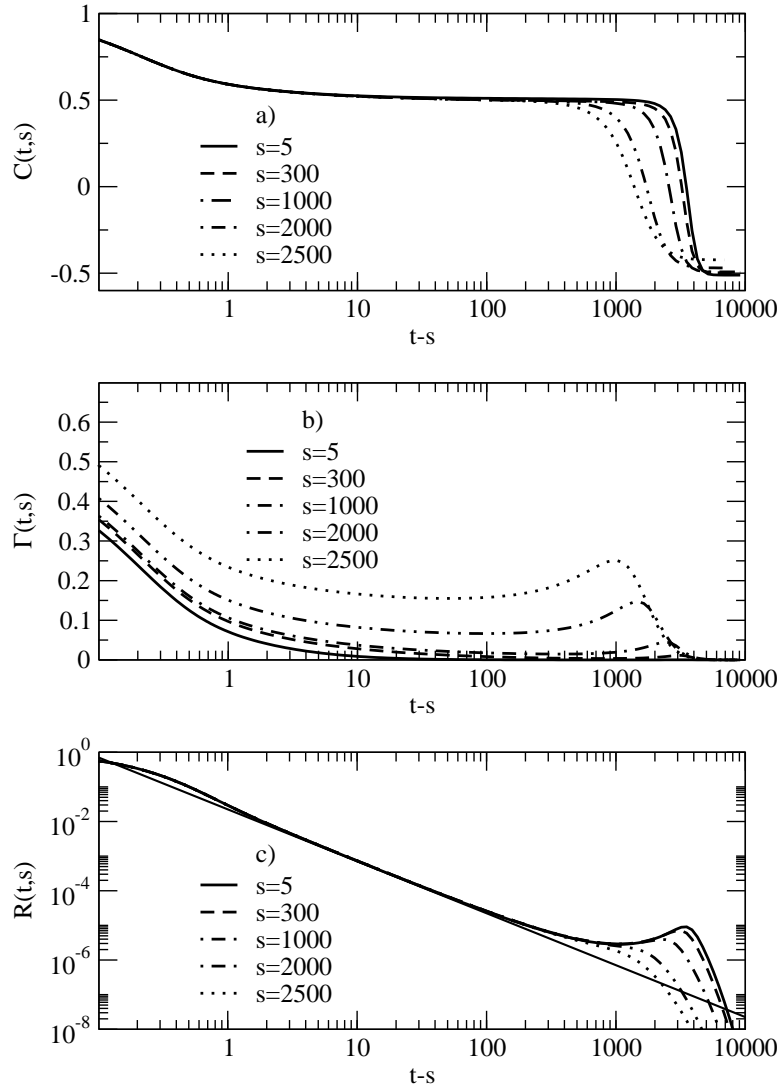 1
0.5
0
-0.5
C(t,s)
a)
s=5
s=300
s=1000
s=2000
s=2500
1
10
100
1000
10000
t-s
0.6
0.5
0.4
0.3
0.2
0.1
0
Γ(t,s)
b)
s=5
s=300
s=1000
s=2000
s=2500
1
10
100
1000
10000
t-s
10^0
10^-2
10^-4
10^-6
10^-8
R(t,s)
c)
s=5
s=300
s=1000
s=2000
s=2500
1
10
100
1000
10000
t-s